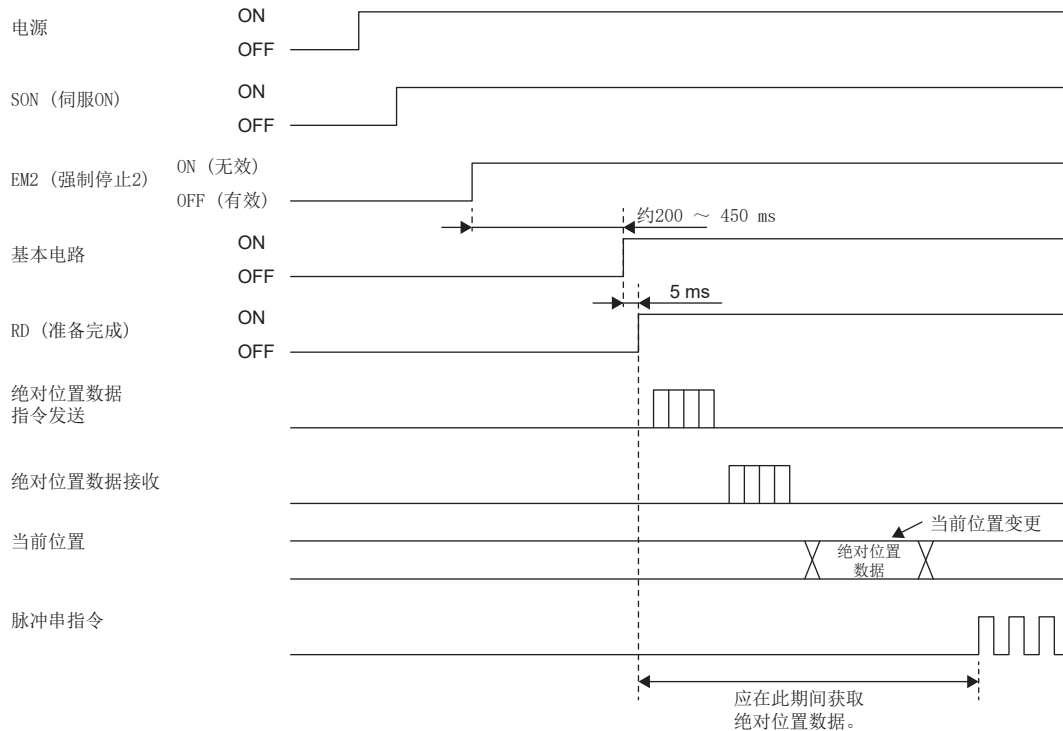 电源
ON
OFF
SON (伺服ON)
ON
OFF
EM2 (强制停止2)
ON (无效)
OFF (有效)
约200 ～ 450 ms
基本电路
ON
OFF
5 ms
RD (准备完成)
ON
OFF
绝对位置数据
指令发送
绝对位置数据接收
当前位置
当前位置变更
绝对位置
数据
脉冲串指令
应在此期间获取
绝对位置数据。